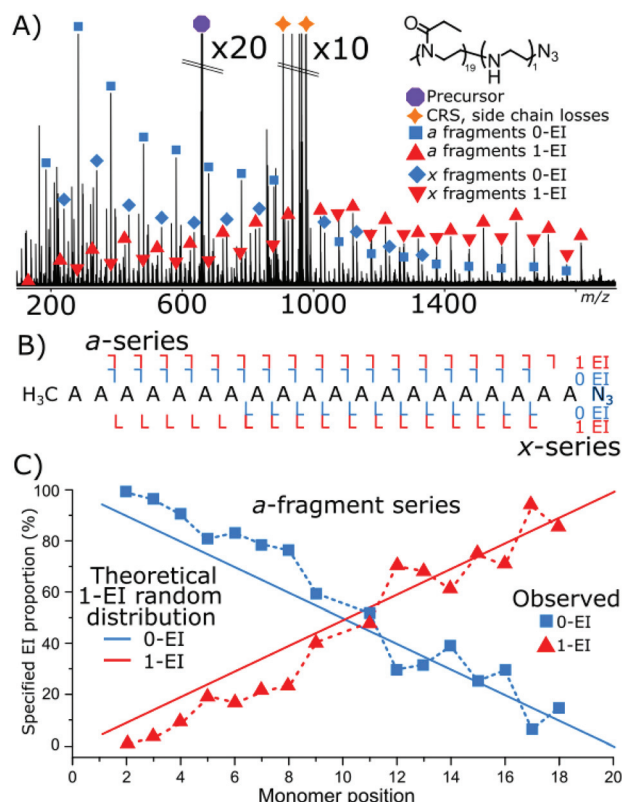 A)
x20
x10
N
19
N
H
1
N₃
O
Precursor
CRS, side chain losses
a fragments 0-EI
a fragments 1-EI
x fragments 0-EI
x fragments 1-EI
200 600 1000 1400 m/z
B)
a-series
1 EI
0 EI
H₃C A A A A A A A A A A A A A A A A A A A A N₃
0 EI
1 EI
x-series
C)
a-fragment series
Specified EI proportion (%)
100
80
60
40
20
0
Theoretical
1-EI random
distribution
0-EI
1-EI
Observed
0-EI
1-EI
0 2 4 6 8 10 12 14 16 18 20
Monomer position